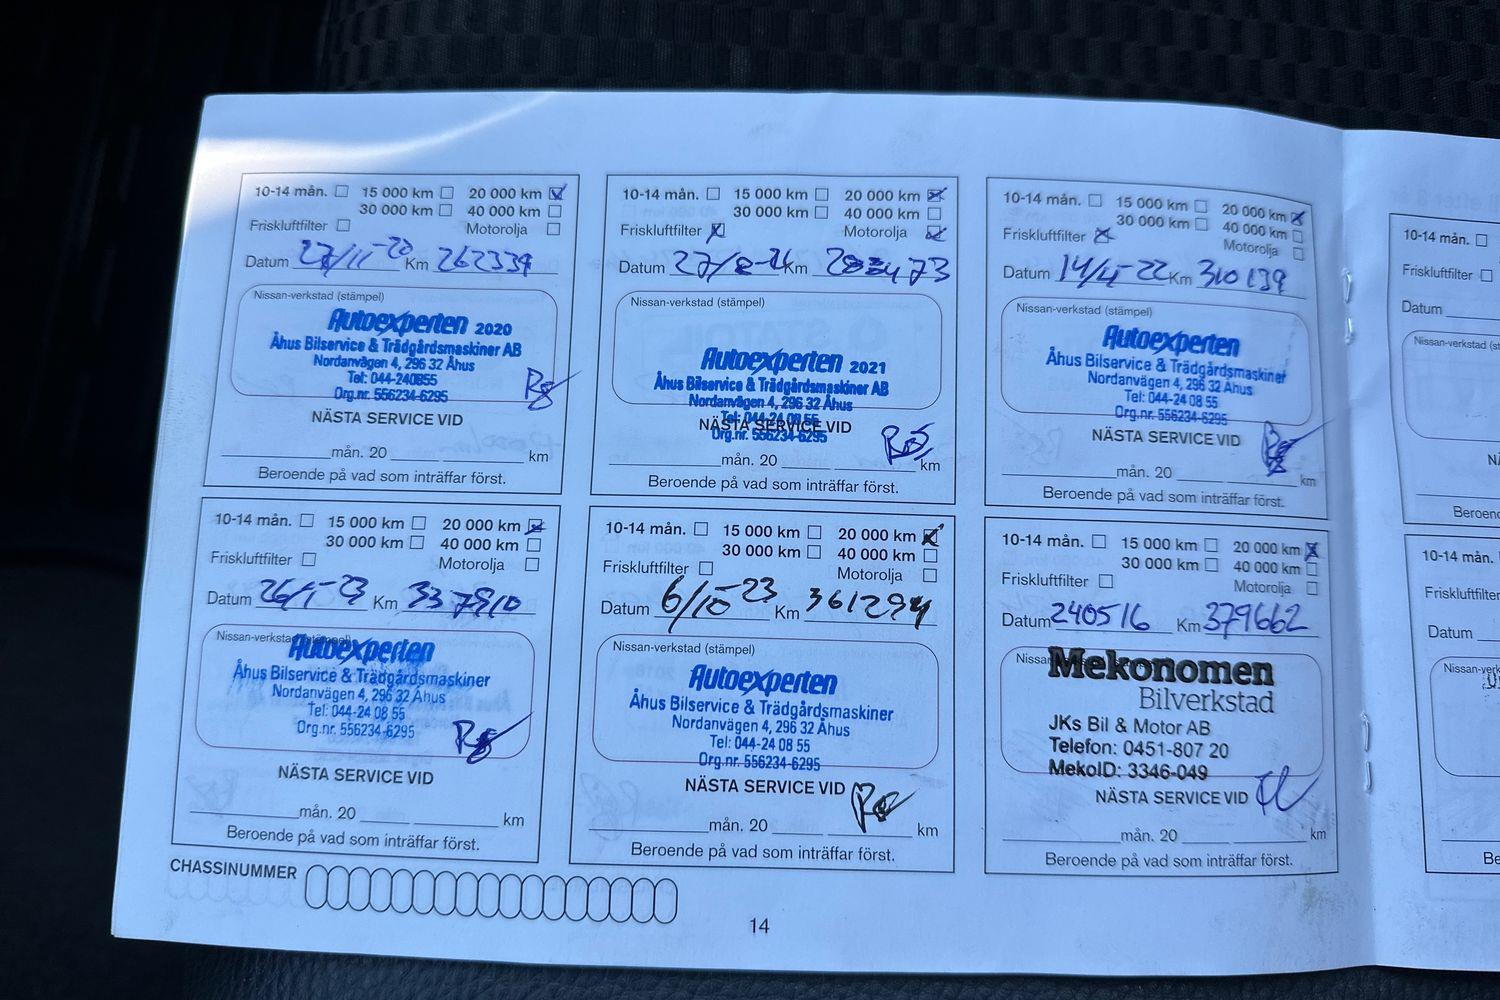 10-14 mån. 15 000 km 20 000 km
30 000 km 40 000 km
Friskluftfilter Motorolja
Datum 27/11-20 Km 262339
Nissan-verkstad (stämpel)
Autoexperten 2020
Åhus Bilservice & Trädgårdsmaskiner AB
Nordanvägen 4, 296 32 Åhus
Tel: 044-240855
Org.nr. 556234-6295
NÄSTA SERVICE VID
mån. 20 km
Beroende på vad som inträffar först.
10-14 mån. 15 000 km 20 000 km
30 000 km 40 000 km
Friskluftfilter Motorolja
Datum Km
Nissan-verkstad (stämpel)
Autoexperten 2021
Åhus Bilservice & Trädgårdsmaskiner AB
Nordanvägen 4, 296 32 Åhus
Tel: 044-24 08 55
NÄSTA SERVICE VID
Org.nr. 556234-6295
mån. 20 km
Beroende på vad som inträffar först.
10-14 mån. 15 000 km 20 000 km
30 000 km 40 000 km
Friskluftfilter Motorolja
Datum 14/4-22 Km 310139
Nissan-verkstad (stämpel)
Autoexperten
Åhus Bilservice & Trädgårdsmaskiner
Nordanvägen 4, 296 32 Åhus
Tel: 044-24 08 55
Org.nr. 556234-6295
NÄSTA SERVICE VID
mån. 20 km
Beroende på vad som inträffar först.
10-14 mån. 15 000 km 20 000 km
30 000 km 40 000 km
Friskluftfilter Motorolja
Datum 26/1-23 Km 337910
Nissan-verkstad (stämpel)
Autoexperten
Åhus Bilservice & Trädgårdsmaskiner
Nordanvägen 4, 296 32 Åhus
Tel: 044-24 08 55
Org.nr. 556234-6295
NÄSTA SERVICE VID
mån. 20 km
Beroende på vad som inträffar först.
10-14 mån. 15 000 km 20 000 km
30 000 km 40 000 km
Friskluftfilter Motorolja
Datum 6/10-23 Km 361294
Nissan-verkstad (stämpel)
Autoexperten
Åhus Bilservice & Trädgårdsmaskiner
Nordanvägen 4, 296 32 Åhus
Tel: 044-24 08 55
Org.nr. 556234-6295
NÄSTA SERVICE VID
mån. 20 km
Beroende på vad som inträffar först.
10-14 mån. 15 000 km 20 000 km
30 000 km 40 000 km
Friskluftfilter Motorolja
Datum 240516 Km 379662
Mekonomen
Bilverkstad
JKs Bil & Motor AB
Telefon: 0451-807 20
MekoID: 3346-049
NÄSTA SERVICE VID
mån. 20 km
Beroende på vad som inträffar först.
CHASSINUMMER
14
10-14 mån.
Friskluftfilter
Datum
10-14 mån.
Friskluftfilter
Datum